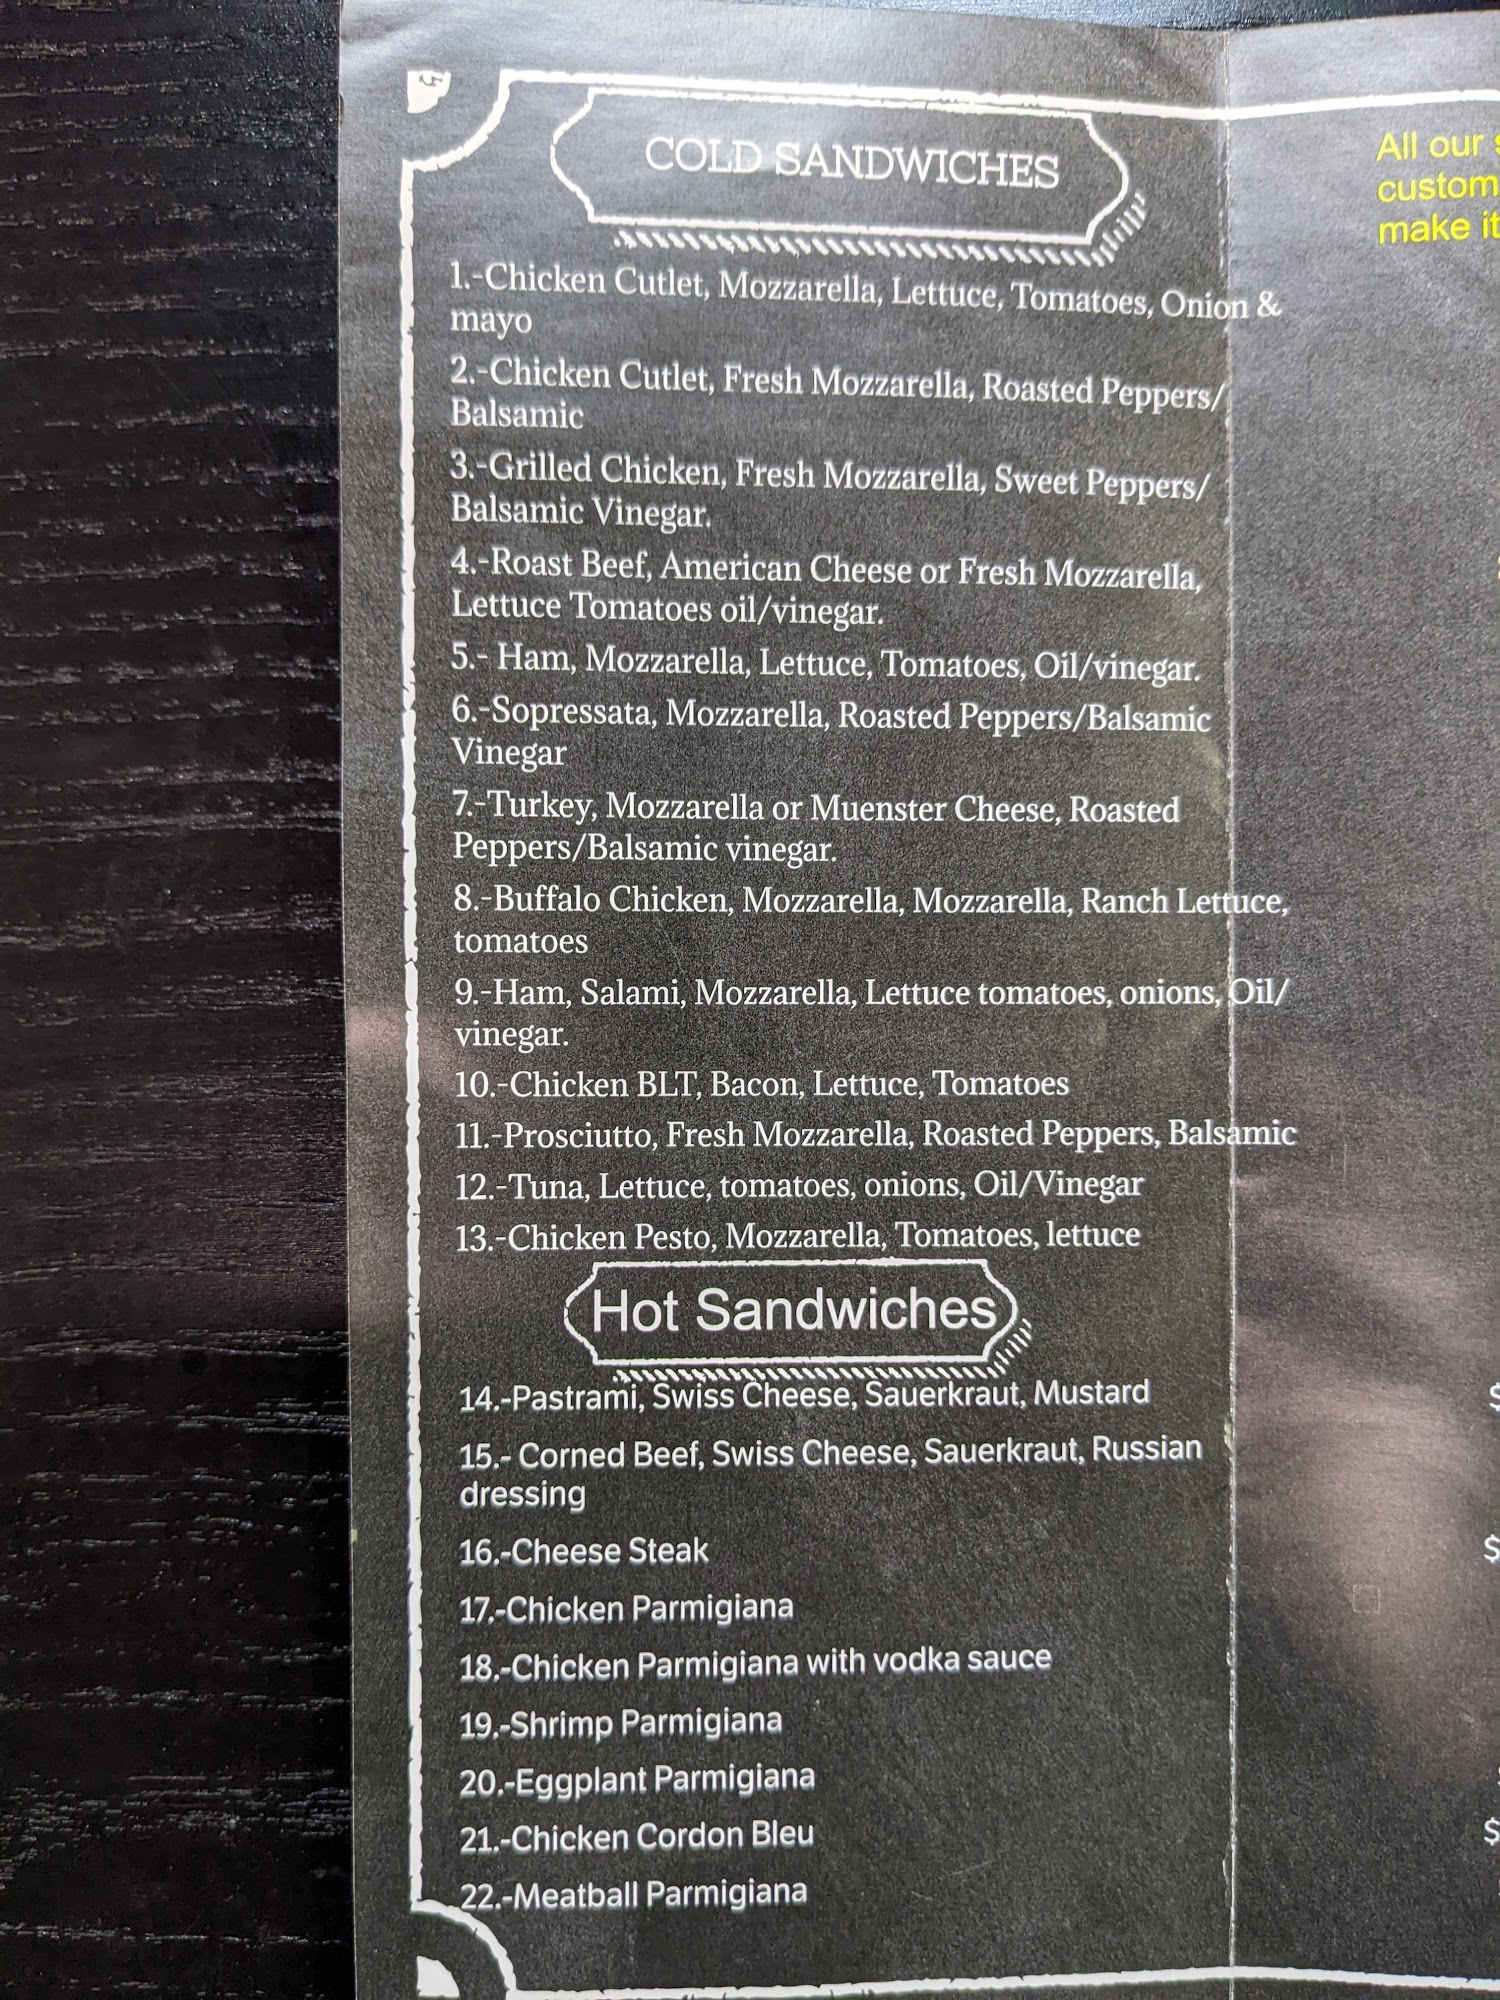 COLD SANDWICHES
1.-Chicken Cutlet, Mozzarella, Lettuce, Tomatoes, Onion &
mayo
2.-Chicken Cutlet, Fresh Mozzarella, Roasted Peppers/
Balsamic
3.-Grilled Chicken, Fresh Mozzarella, Sweet Peppers/
Balsamic Vinegar.
4.-Roast Beef, American Cheese or Fresh Mozzarella,
Lettuce Tomatoes oil/vinegar.
5.- Ham, Mozzarella, Lettuce, Tomatoes, Oil/vinegar.
6.-Sopressata, Mozzarella, Roasted Peppers/Balsamic
Vinegar
7.-Turkey, Mozzarella or Muenster Cheese, Roasted
Peppers/Balsamic vinegar.
8.-Buffalo Chicken, Mozzarella, Mozzarella, Ranch Lettuce,
tomatoes
9.-Ham, Salami, Mozzarella, Lettuce tomatoes, onions, Oil/
vinegar.
10.-Chicken BLT, Bacon, Lettuce, Tomatoes
11.-Prosciutto, Fresh Mozzarella, Roasted Peppers, Balsamic
12.-Tuna, Lettuce, tomatoes, onions, Oil/Vinegar
13.-Chicken Pesto, Mozzarella, Tomatoes, lettuce
Hot Sandwiches
14.-Pastrami, Swiss Cheese, Sauerkraut, Mustard
15.- Corned Beef, Swiss Cheese, Sauerkraut, Russian
dressing
16.-Cheese Steak
17.-Chicken Parmigiana
18.-Chicken Parmigiana with vodka sauce
19.-Shrimp Parmigiana
20.-Eggplant Parmigiana
21.-Chicken Cordon Bleu
22.-Meatball Parmigiana
All our
custom
make it
$
$
$